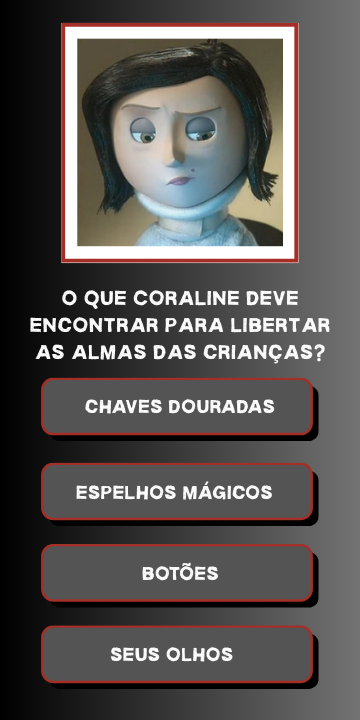 O QUE CORALINE DEVE
ENCONTRAR PARA LIBERTAR
AS ALMAS DAS CRIANÇAS?
CHAVES DOURADAS
ESPELHOS MÁGICOS
BOTÕES
SEUS OLHOS